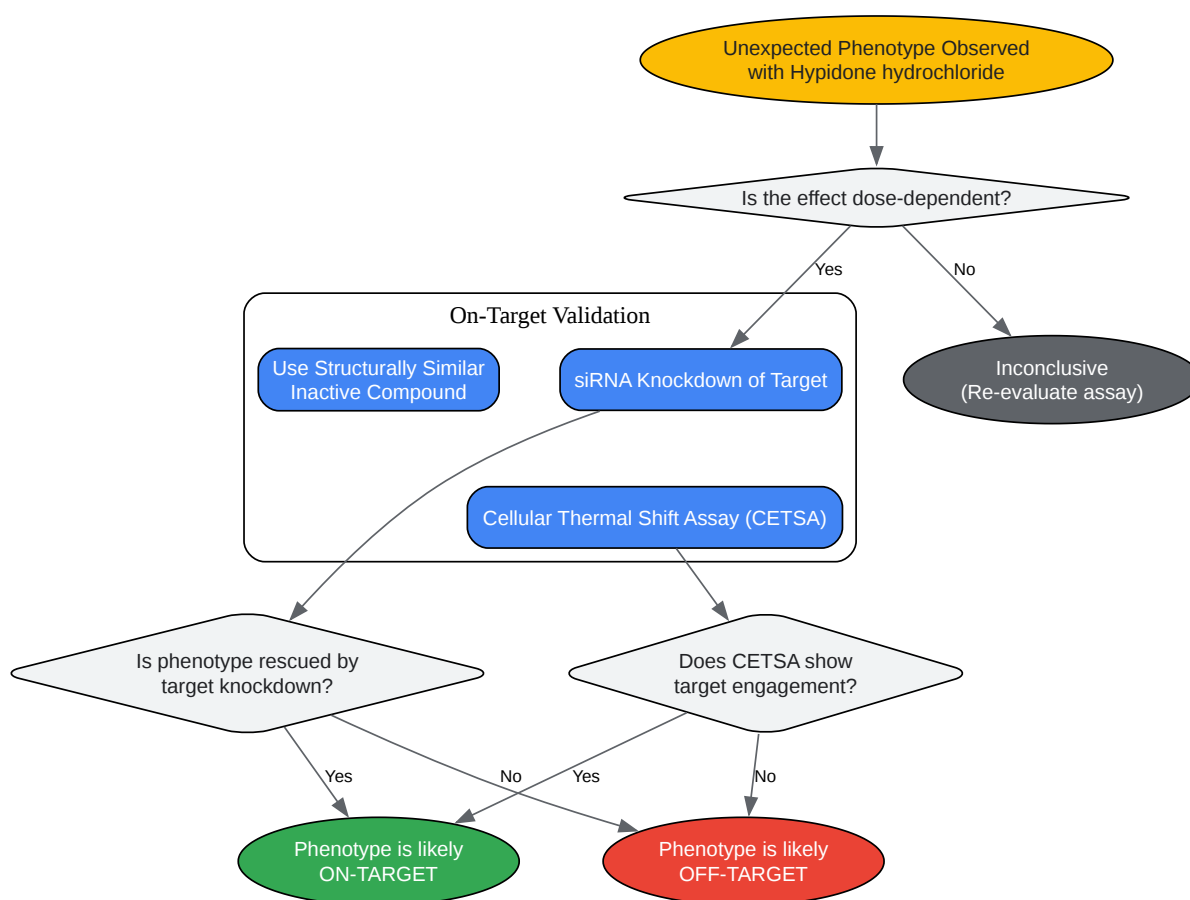 Unexpected Phenotype Observed
with Hypidone hydrochloride
Is the effect dose-dependent?
Yes
No
On-Target Validation
Use Structurally Similar
Inactive Compound
siRNA Knockdown of Target
Inconclusive
(Re-evaluate assay)
Cellular Thermal Shift Assay (CETSA)
Is phenotype rescued by
target knockdown?
Does CETSA show
target engagement?
Yes
No
Yes
No
Phenotype is likely
ON-TARGET
Phenotype is likely
OFF-TARGET